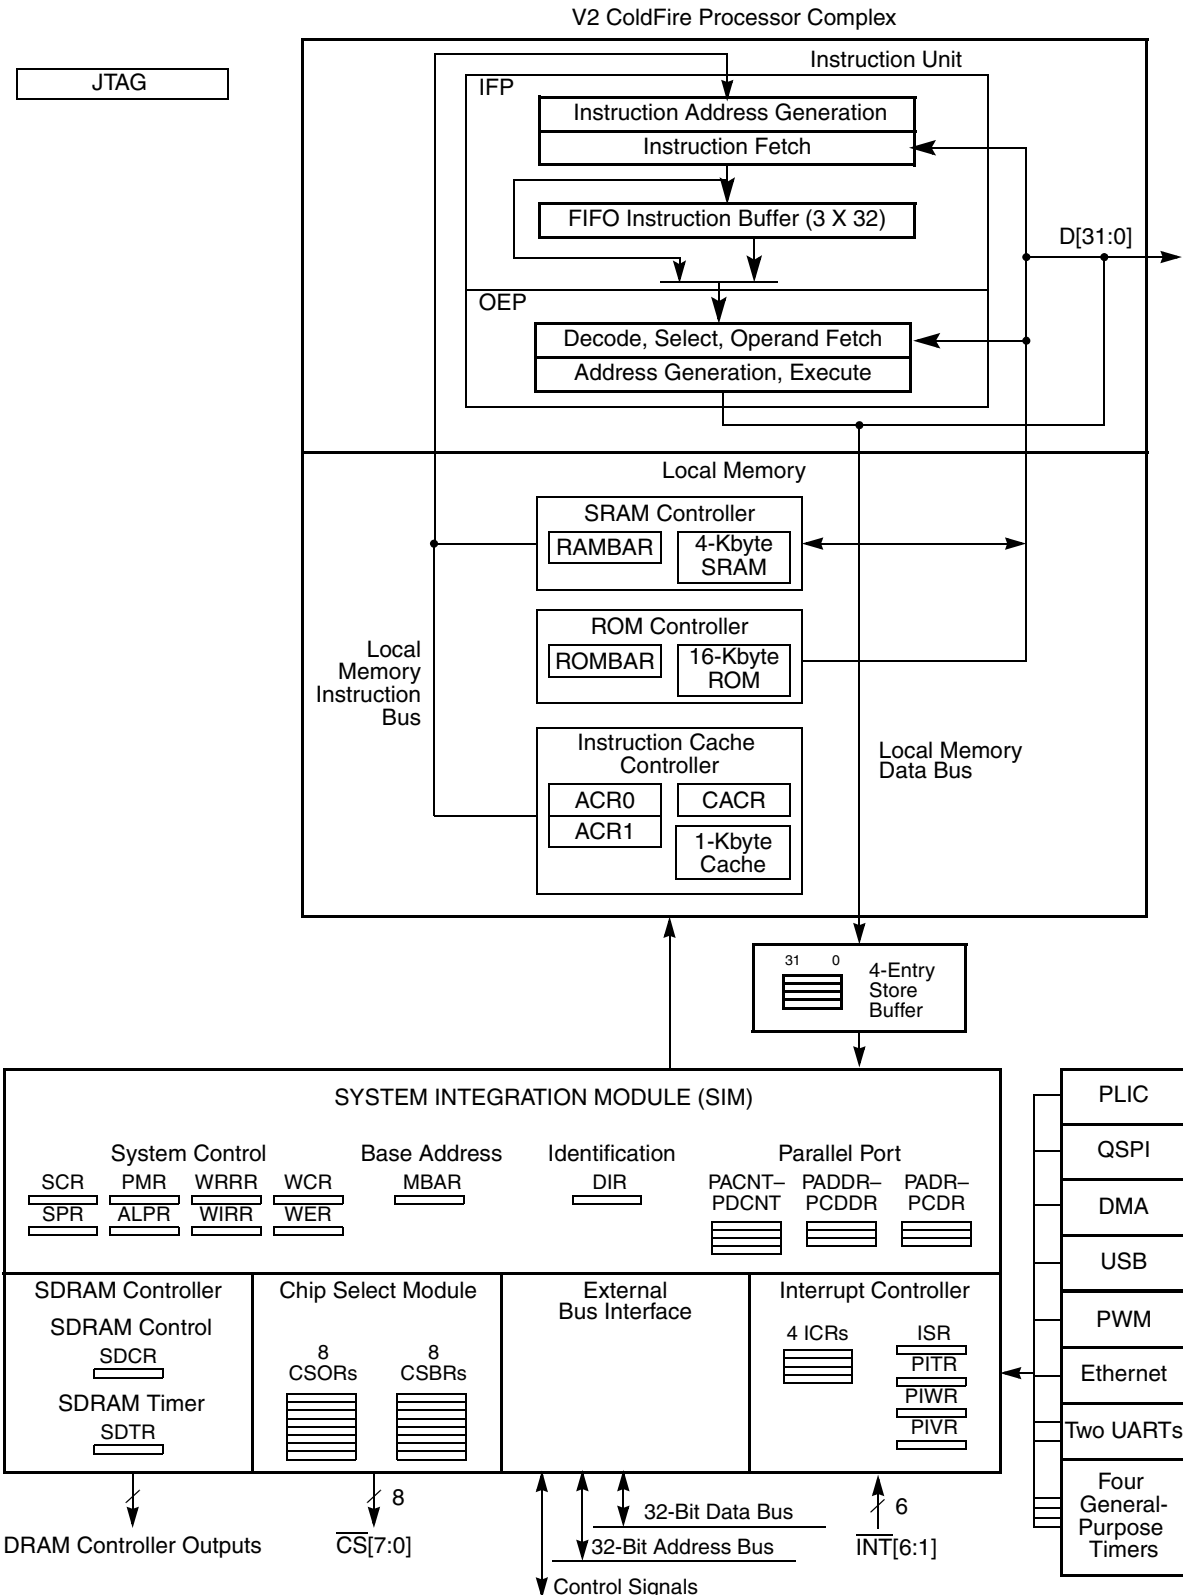 V2 ColdFire Processor Complex
JTAG
Instruction Unit
IFP
Instruction Address Generation
Instruction Fetch
FIFO Instruction Buffer (3 X 32)
D[31:0]
OEP
Decode, Select, Operand Fetch
Address Generation, Execute
Local Memory
SRAM Controller
RAMBAR
4-Kbyte
SRAM
ROM Controller
ROMBAR
16-Kbyte
ROM
Local
Memory
Instruction
Bus
Instruction Cache
Controller
ACR0
CACR
ACR1
1-Kbyte
Cache
Local Memory
Data Bus
31 0
4-Entry
Store
Buffer
SYSTEM INTEGRATION MODULE (SIM)
System Control
SCR PMR WRRR WCR
SPR ALPR WIRR WER
Base Address
MBAR
Identification
DIR
Parallel Port
PACNT–
PDCNT
PADDR–
PCDDR
PADR–
PCDR
SDRAM Controller
SDRAM Control
SDCR
SDRAM Timer
SDTR
Chip Select Module
8
CSORs
8
CSBRs
External
Bus Interface
Interrupt Controller
4 ICRs
ISR
PITR
PIWR
PIVR
PLIC
QSPI
DMA
USB
PWM
Ethernet
Two UARTs
Four
General-
Purpose
Timers
DRAM Controller Outputs
8
CS[7:0]
32-Bit Data Bus
32-Bit Address Bus
Control Signals
6
INT[6:1]